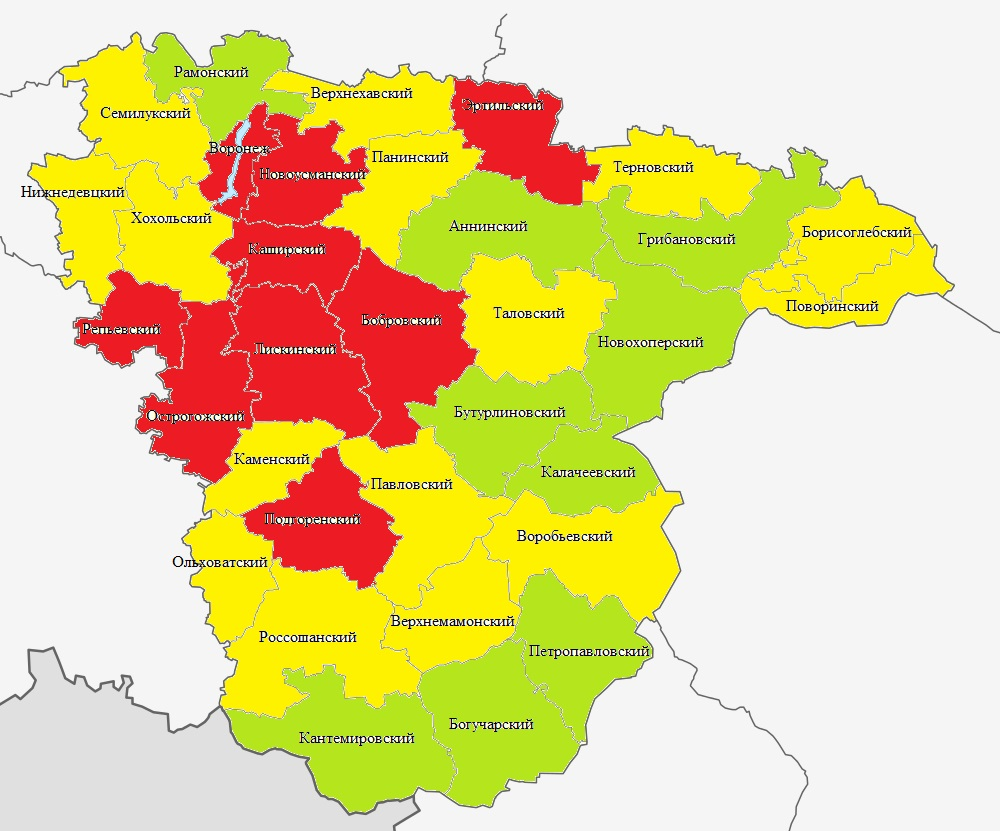 Рамонский
Верхнехавский
Эртильский
Семилукский
Воронеж
Панинский
Новоусманский
Терновский
Нижнедевцкий
Хохольский
Аннинский
Борисоглебский
Грибановский
Каширский
Поворинский
Таловский
Бобровский
Репьевский
Новохоперский
Лискинский
Бутурлиновский
Острогожский
Каменский
Калачеевский
Павловский
Подгоренский
Воробьевский
Ольховатский
Верхнемамонский
Россошанский
Петропавловский
Богучарский
Кантемировский